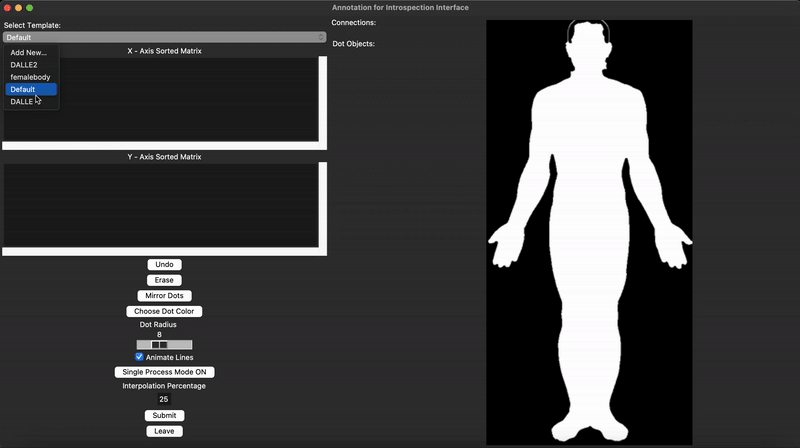 Annotation for Introspection Interface
Select Template:
Default
Add New...
DALLE2
femalebody
Default
DALLE
X - Axis Sorted Matrix
Y - Axis Sorted Matrix
Undo
Erase
Mirror Dots
Choose Dot Color
Dot Radius
8
Animate Lines
Single Process Mode ON
Interpolation Percentage
25
Submit
Leave
Connections:
Dot Objects: